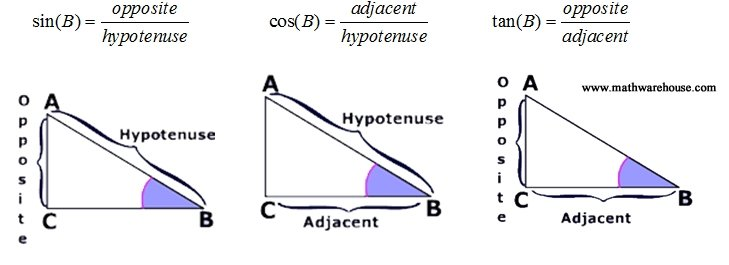 sin(B) = opposite / hypotenuse
cos(B) = adjacent / hypotenuse
tan(B) = opposite / adjacent
Opposite
A
Hypotenuse
C
B
A
Hypotenuse
C
B
Adjacent
Opposite
A
www.mathwarehouse.com
C
B
Adjacent